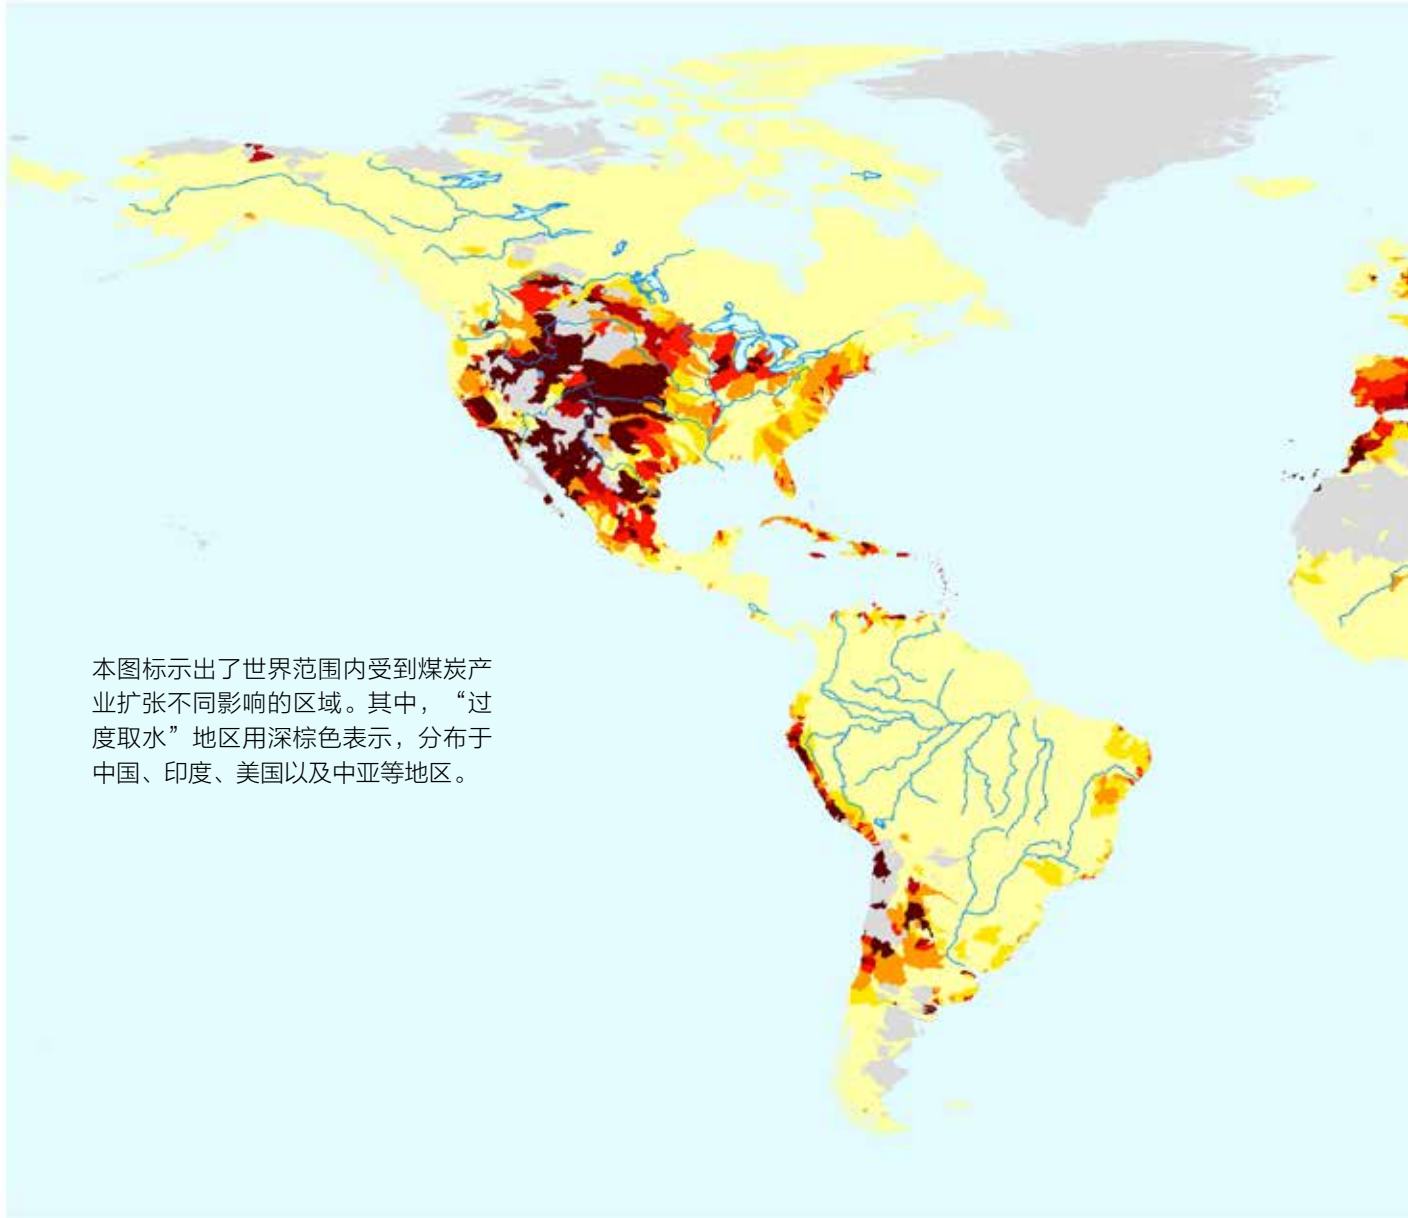 本图标示出了世界范围内受到煤炭产
业扩张不同影响的区域。其中，“过
度取水”地区用深棕色表示，分布于
中国、印度、美国以及中亚等地区。